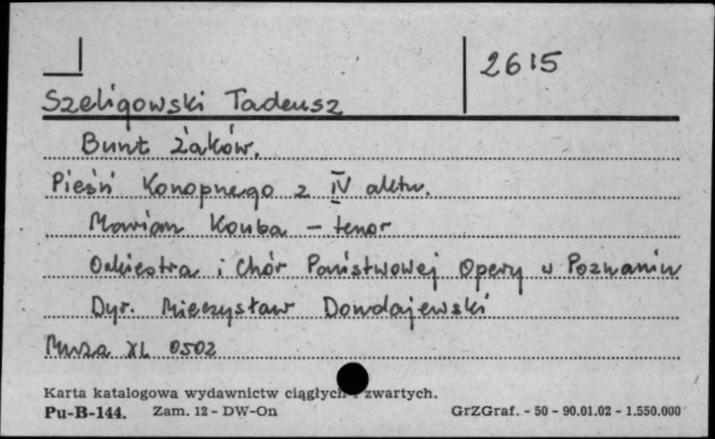 2615
Szeligowski Tadeusz
Bunt Żaków.
Pieśń Konopnego z IV aktu.
Marian Kouba - tenor
Orkiestra i Chór Państwowej Opery w Poznaniu
Dyr. Mieczysław Dondajewski
Muza XL 0502
Karta katalogowa wydawnictw ciągłych i zwartych.
Pu-B-144. Zam. 12 - DW-On GrZGraf. - 50 - 90.01.02 - 1.550.000